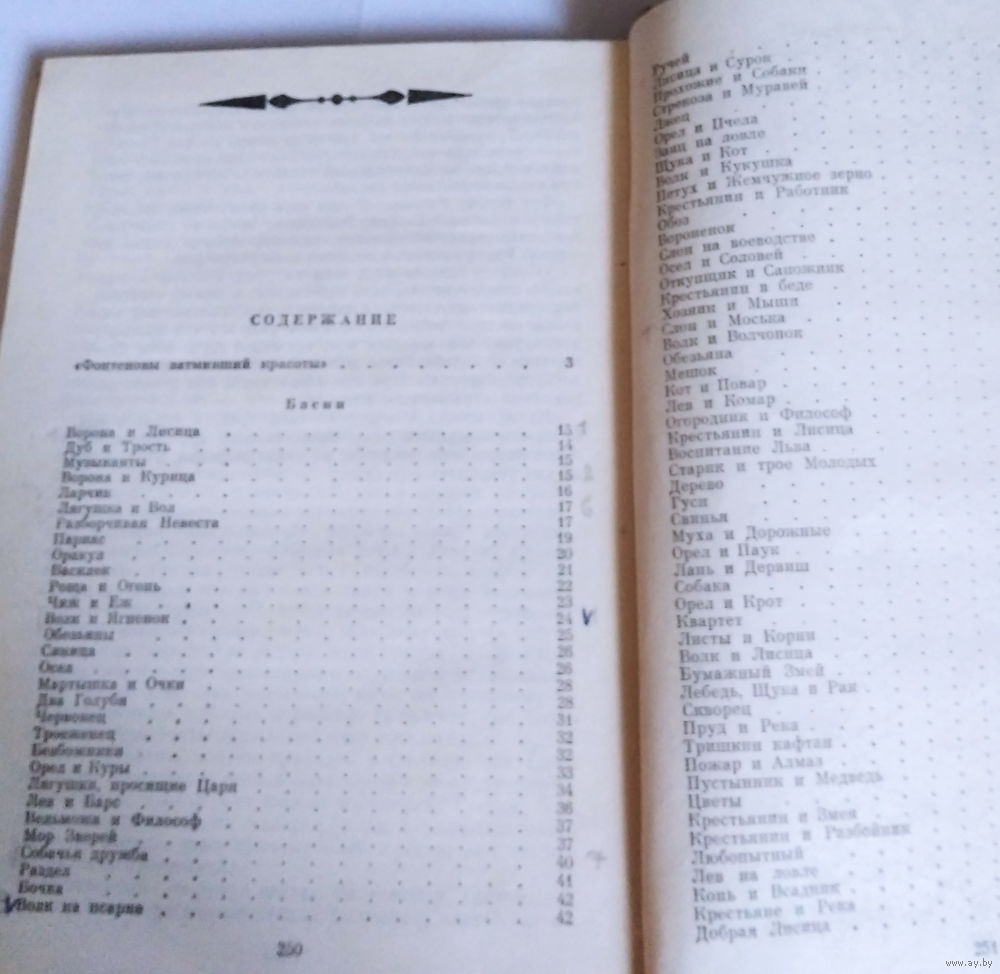 СОДЕРЖАНИЕ
«Фонтеновы затмивший красоты» . . . . . . . . 3
Басни
Ворона и Лисица . . . . . . . . . . 13 1
Дуб и Трость . . . . . . . . . . 14
Музыканты . . . . . . . . . . 15
Ворона и Курица . . . . . . . . . . 15
Ларчик . . . . . . . . . . 16
Лягушка и Вол . . . . . . . . . . 17
Разборчивая Невеста . . . . . . . . . . 17
Парнас . . . . . . . . . . 19
Оракул . . . . . . . . . . 20
Василек . . . . . . . . . . 21
Роща и Огонь . . . . . . . . . . 22
Чиж и Еж . . . . . . . . . . 23
Волк и Ягненок . . . . . . . . . . 24 v
Обезьяны . . . . . . . . . . 25
Синица . . . . . . . . . . 26
Осел . . . . . . . . . . 26
Мартышка и Очки . . . . . . . . . . 28
Два Голубя . . . . . . . . . . 28
Червонец . . . . . . . . . . 31
Троеженец . . . . . . . . . . 32
Безбожники . . . . . . . . . . 32
Орел и Куры . . . . . . . . . . 33
Лягушки, просящие Царя . . . . . . . . . . 34
Лев и Барс . . . . . . . . . . 36
Вельможа и Философ . . . . . . . . . . 37
Мор Зверей . . . . . . . . . . 37
Собачья дружба . . . . . . . . . . 40
Раздел . . . . . . . . . . 41
Бочка . . . . . . . . . . 42
v Волк на псарне . . . . . . . . . . 42
250
Ручей
Лисица и Сурок
Прохожие и Собаки
Стрекоза и Муравей
Лжец
Орел и Пчела
Заяц на ловле
Щука и Кот
Волк и Кукушка
Петух и Жемчужное зерно
Крестьянин и Работник
Обоз
Вороненок
Слон на воеводстве
Осел и Соловей
Откупщик и Сапожник
Крестьянин в беде
Хозяин и Мыши
Слон и Моська
Волк и Волчонок
Обезьяна
Мешок
Кот и Повар
Лев и Комар
Огородник и Философ
Крестьянин и Лисица
Воспитание Льва
Старик и трое Молодых
Дерево
Гуси
Свинья
Муха и Дорожные
Орел и Паук
Лань и Дервиш
Собака
Орел и Крот
Квартет
Листы и Корни
Волк и Лисица
Бумажный Змей
Лебедь, Щука и Рак
Скворец
Пруд и Река
Тришкин кафтан
Пожар и Алмаз
Пустынник и Медведь
Цветы
Крестьянин и Змея
Крестьянин и Разбойник
Любопытный
Лев на ловле
Конь и Всадник
Крестьяне и Река
Добрая Лисица
251
www.ay.by